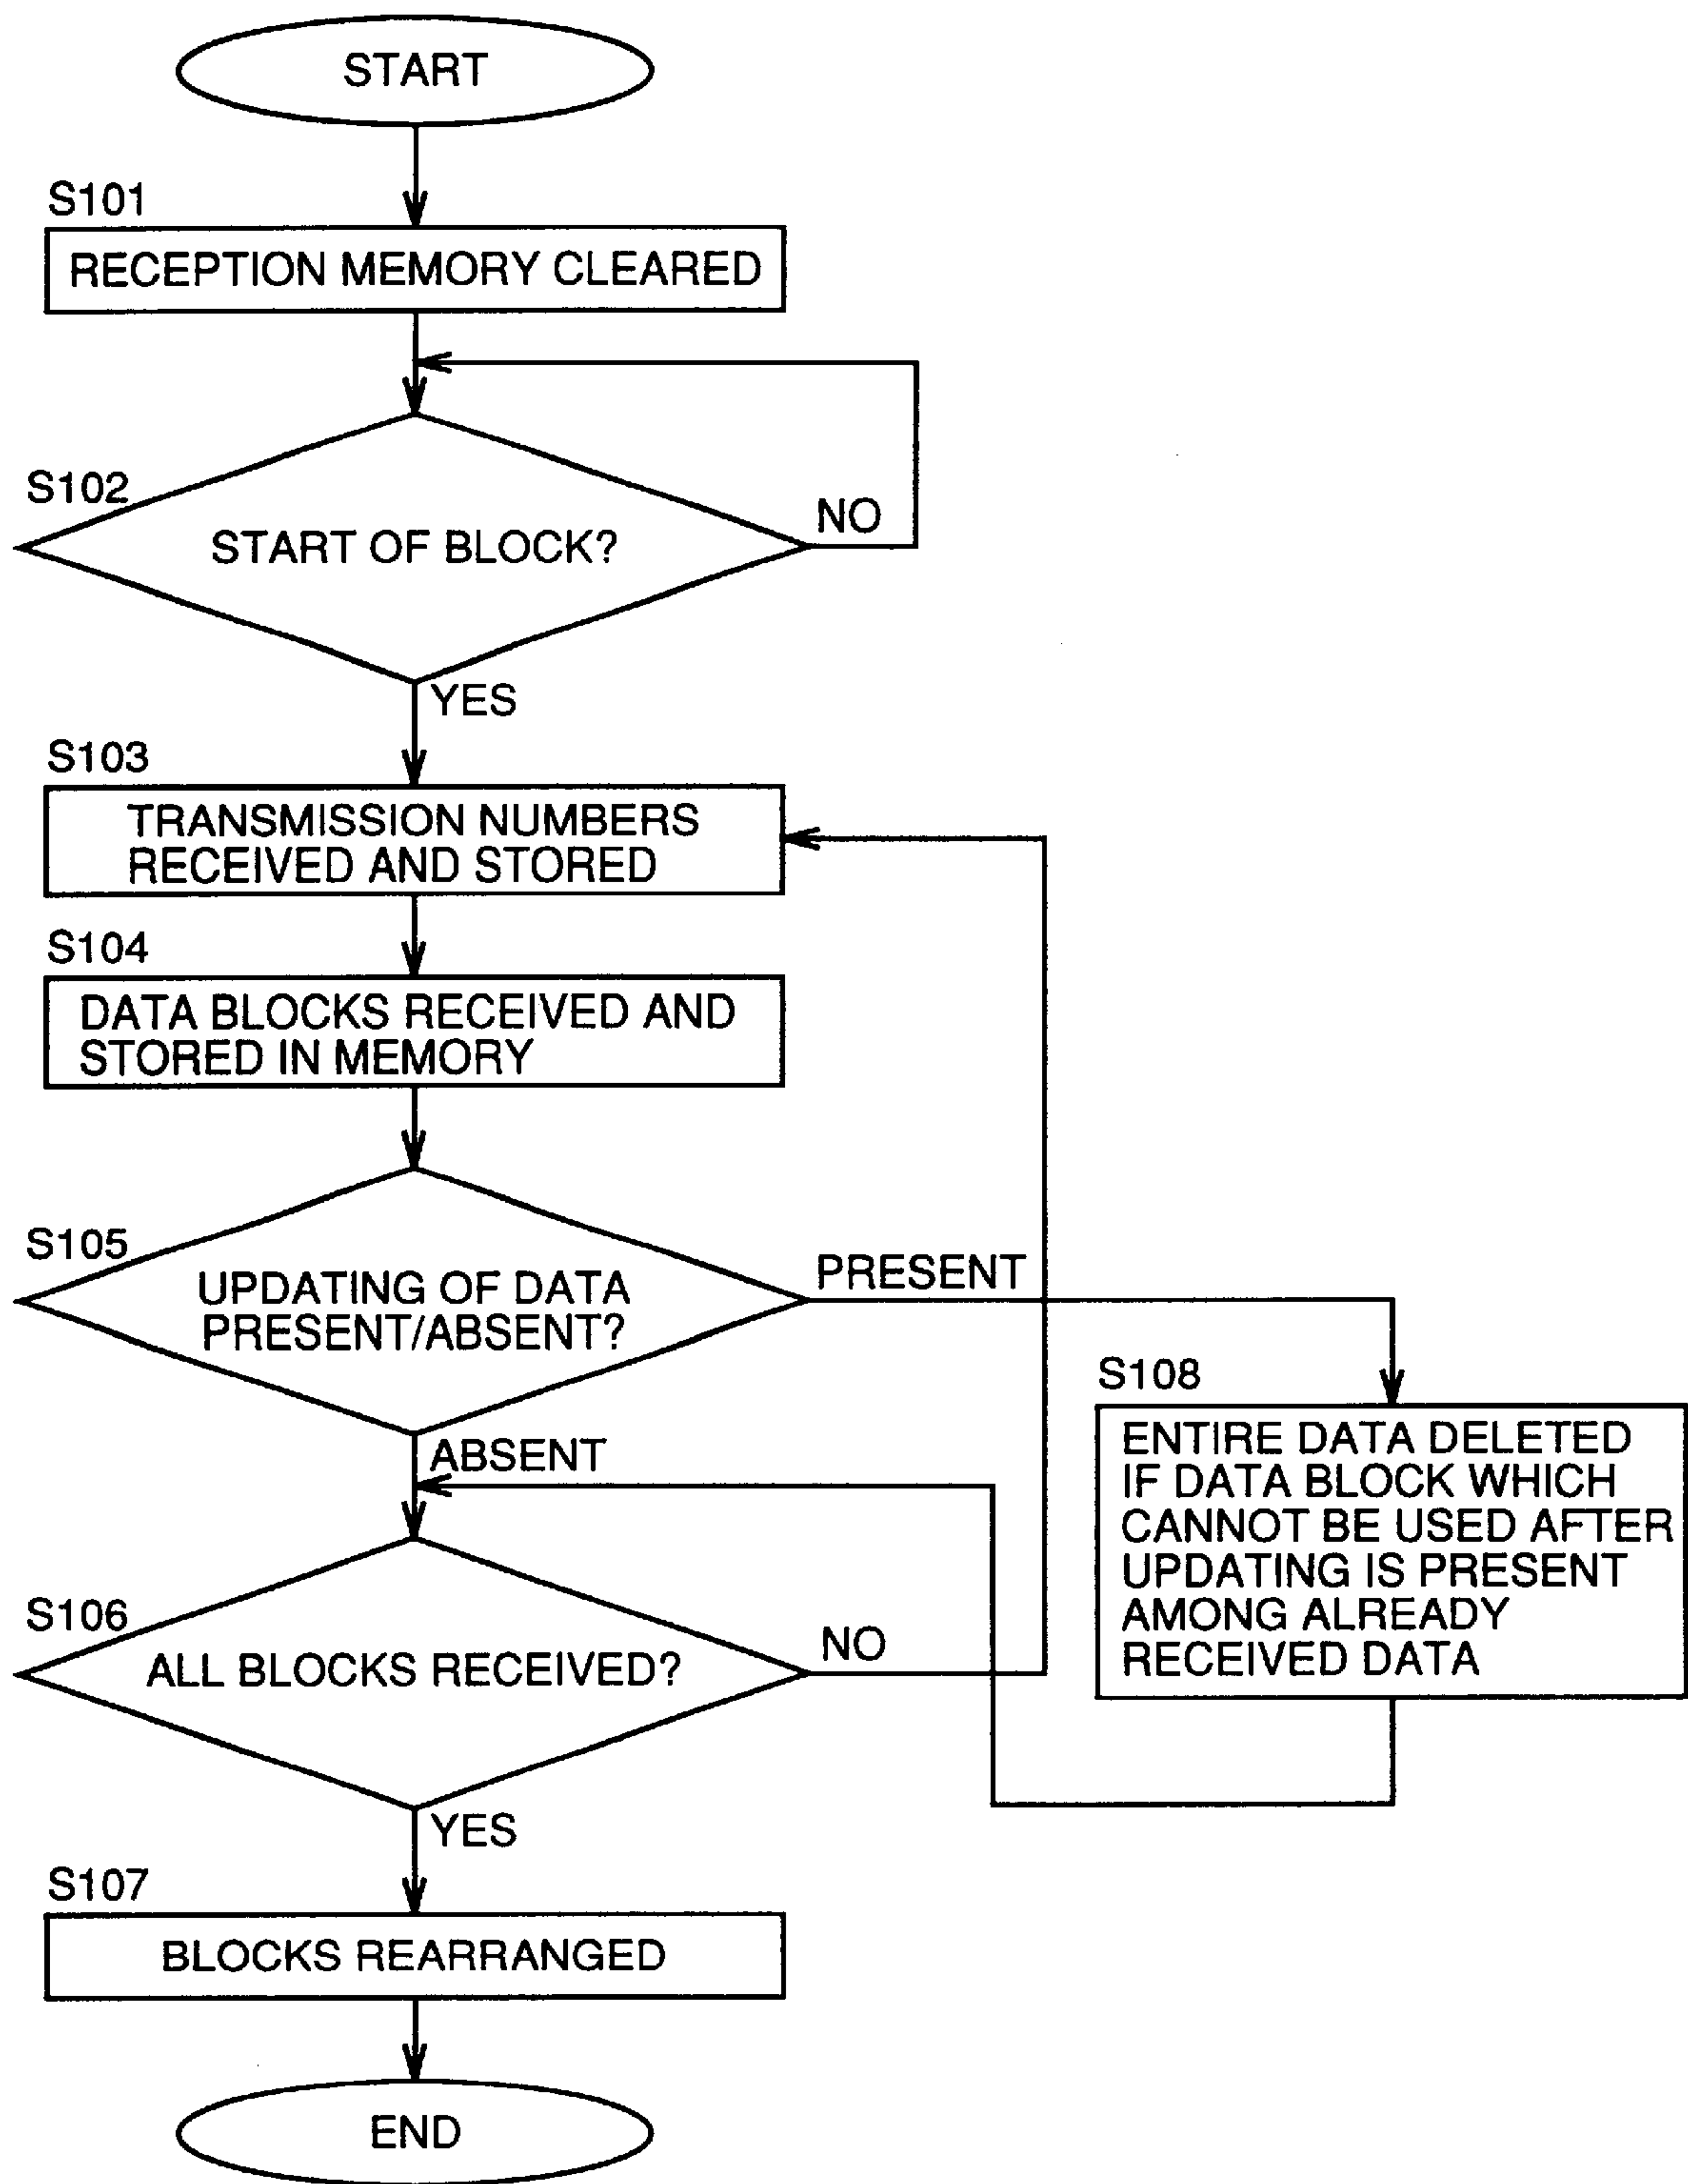 START
S101
RECEPTION MEMORY CLEARED
S102
START OF BLOCK?
NO
YES
S103
TRANSMISSION NUMBERS
RECEIVED AND STORED
S104
DATA BLOCKS RECEIVED AND
STORED IN MEMORY
S105
UPDATING OF DATA
PRESENT/ABSENT?
PRESENT
ABSENT
S108
ENTIRE DATA DELETED
IF DATA BLOCK WHICH
CANNOT BE USED AFTER
UPDATING IS PRESENT
AMONG ALREADY
RECEIVED DATA
S106
ALL BLOCKS RECEIVED?
NO
YES
S107
BLOCKS REARRANGED
END